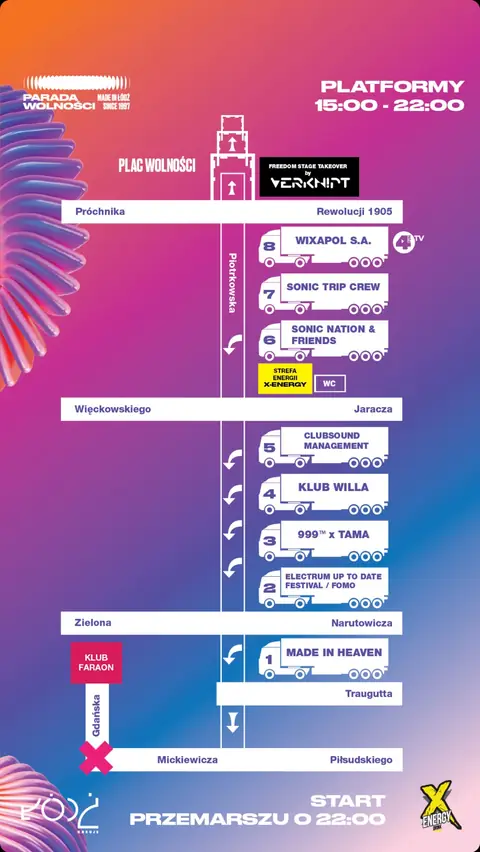 PARADA
WOLNOŚCI
MADE IN ŁÓDŹ
SINCE 1997
PLATFORMY
15:00 - 22:00
PLAC WOLNOŚCI
FREEDOM STAGE TAKEOVER
by
VERKNIPT
Próchnika
Rewolucji 1905
Piotrkowska
8
WIXAPOL S.A.
4
TV
7
SONIC TRIP CREW
6
SONIC NATION &
FRIENDS
STREFA
ENERGII
X-ENERGY
WC
Więckowskiego
Jaracza
5
CLUBSOUND
MANAGEMENT
4
KLUB WILLA
3
999™ x TAMA
2
ELECTRUM UP TO DATE
FESTIVAL / FOMO
Zielona
Narutowicza
KLUB
FARAON
1
MADE IN HEAVEN
Gdańska
Traugutta
Mickiewicza
Piłsudskiego
START
PRZEMARSZU O 22:00
ŁÓDŹ
KREUJE
X
ENERGY